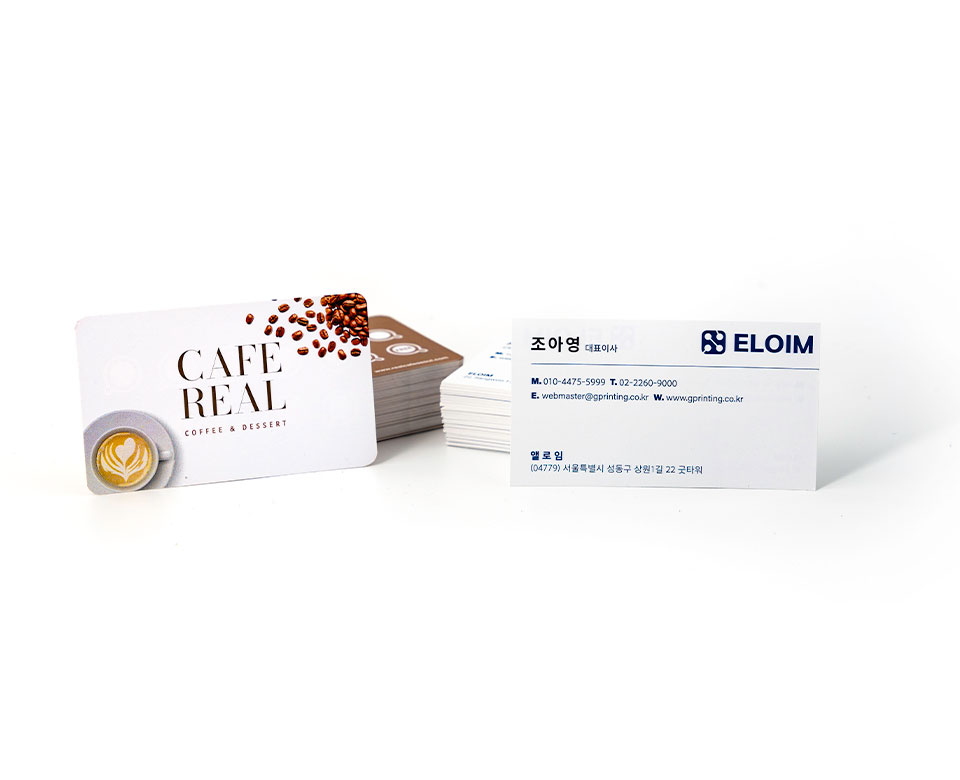 CAFE
REAL
COFFEE & DESSERT
ELOIM
조아영 대표이사
ELOIM
M. 010-4475-5999 T. 02-2260-9000
E. webmaster@gprinting.co.kr W. www.gprinting.co.kr
앨로임
(04779) 서울특별시 성동구 상원1길 22 굿타워